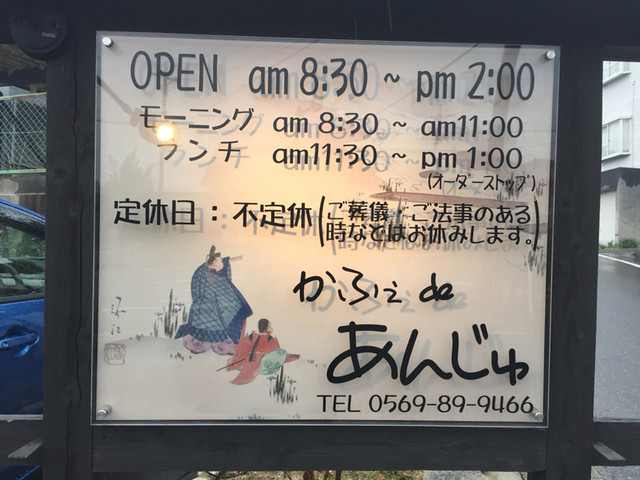 OPEN am 8:30 ~ pm 2:00
モーニング am 8:30 ~ am11:00
ランチ am11:30 ~ pm 1:00
(オーダーストップ)
定休日：不定休(ご葬儀・ご法事のある
時などはお休みします。)
かふぇ de
あんじゅ
TEL 0569-89-9466